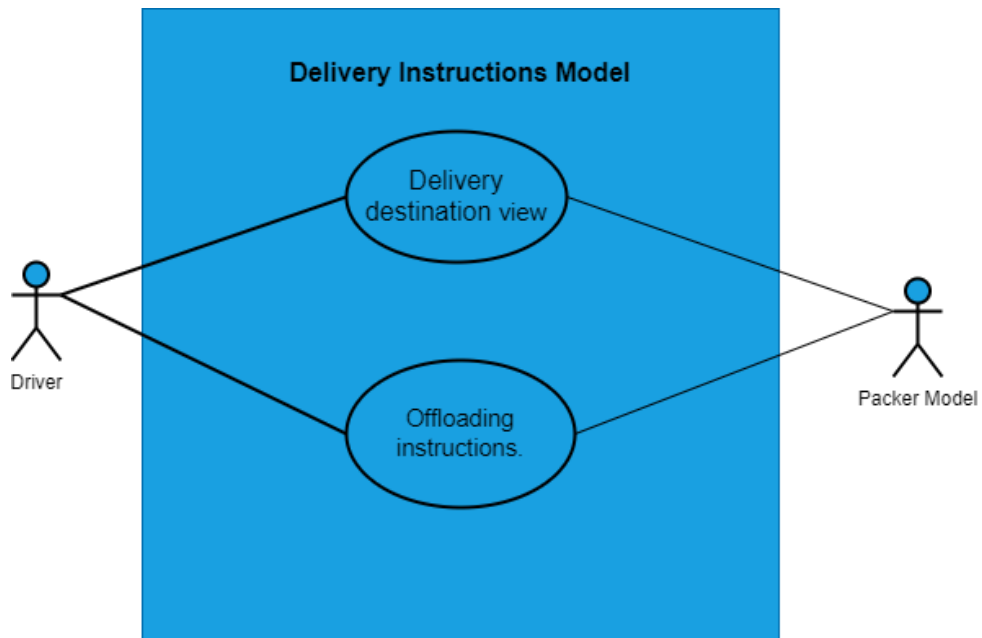 Delivery Instructions Model
Delivery
destination view
Driver
Packer Model
Offloading
instructions.